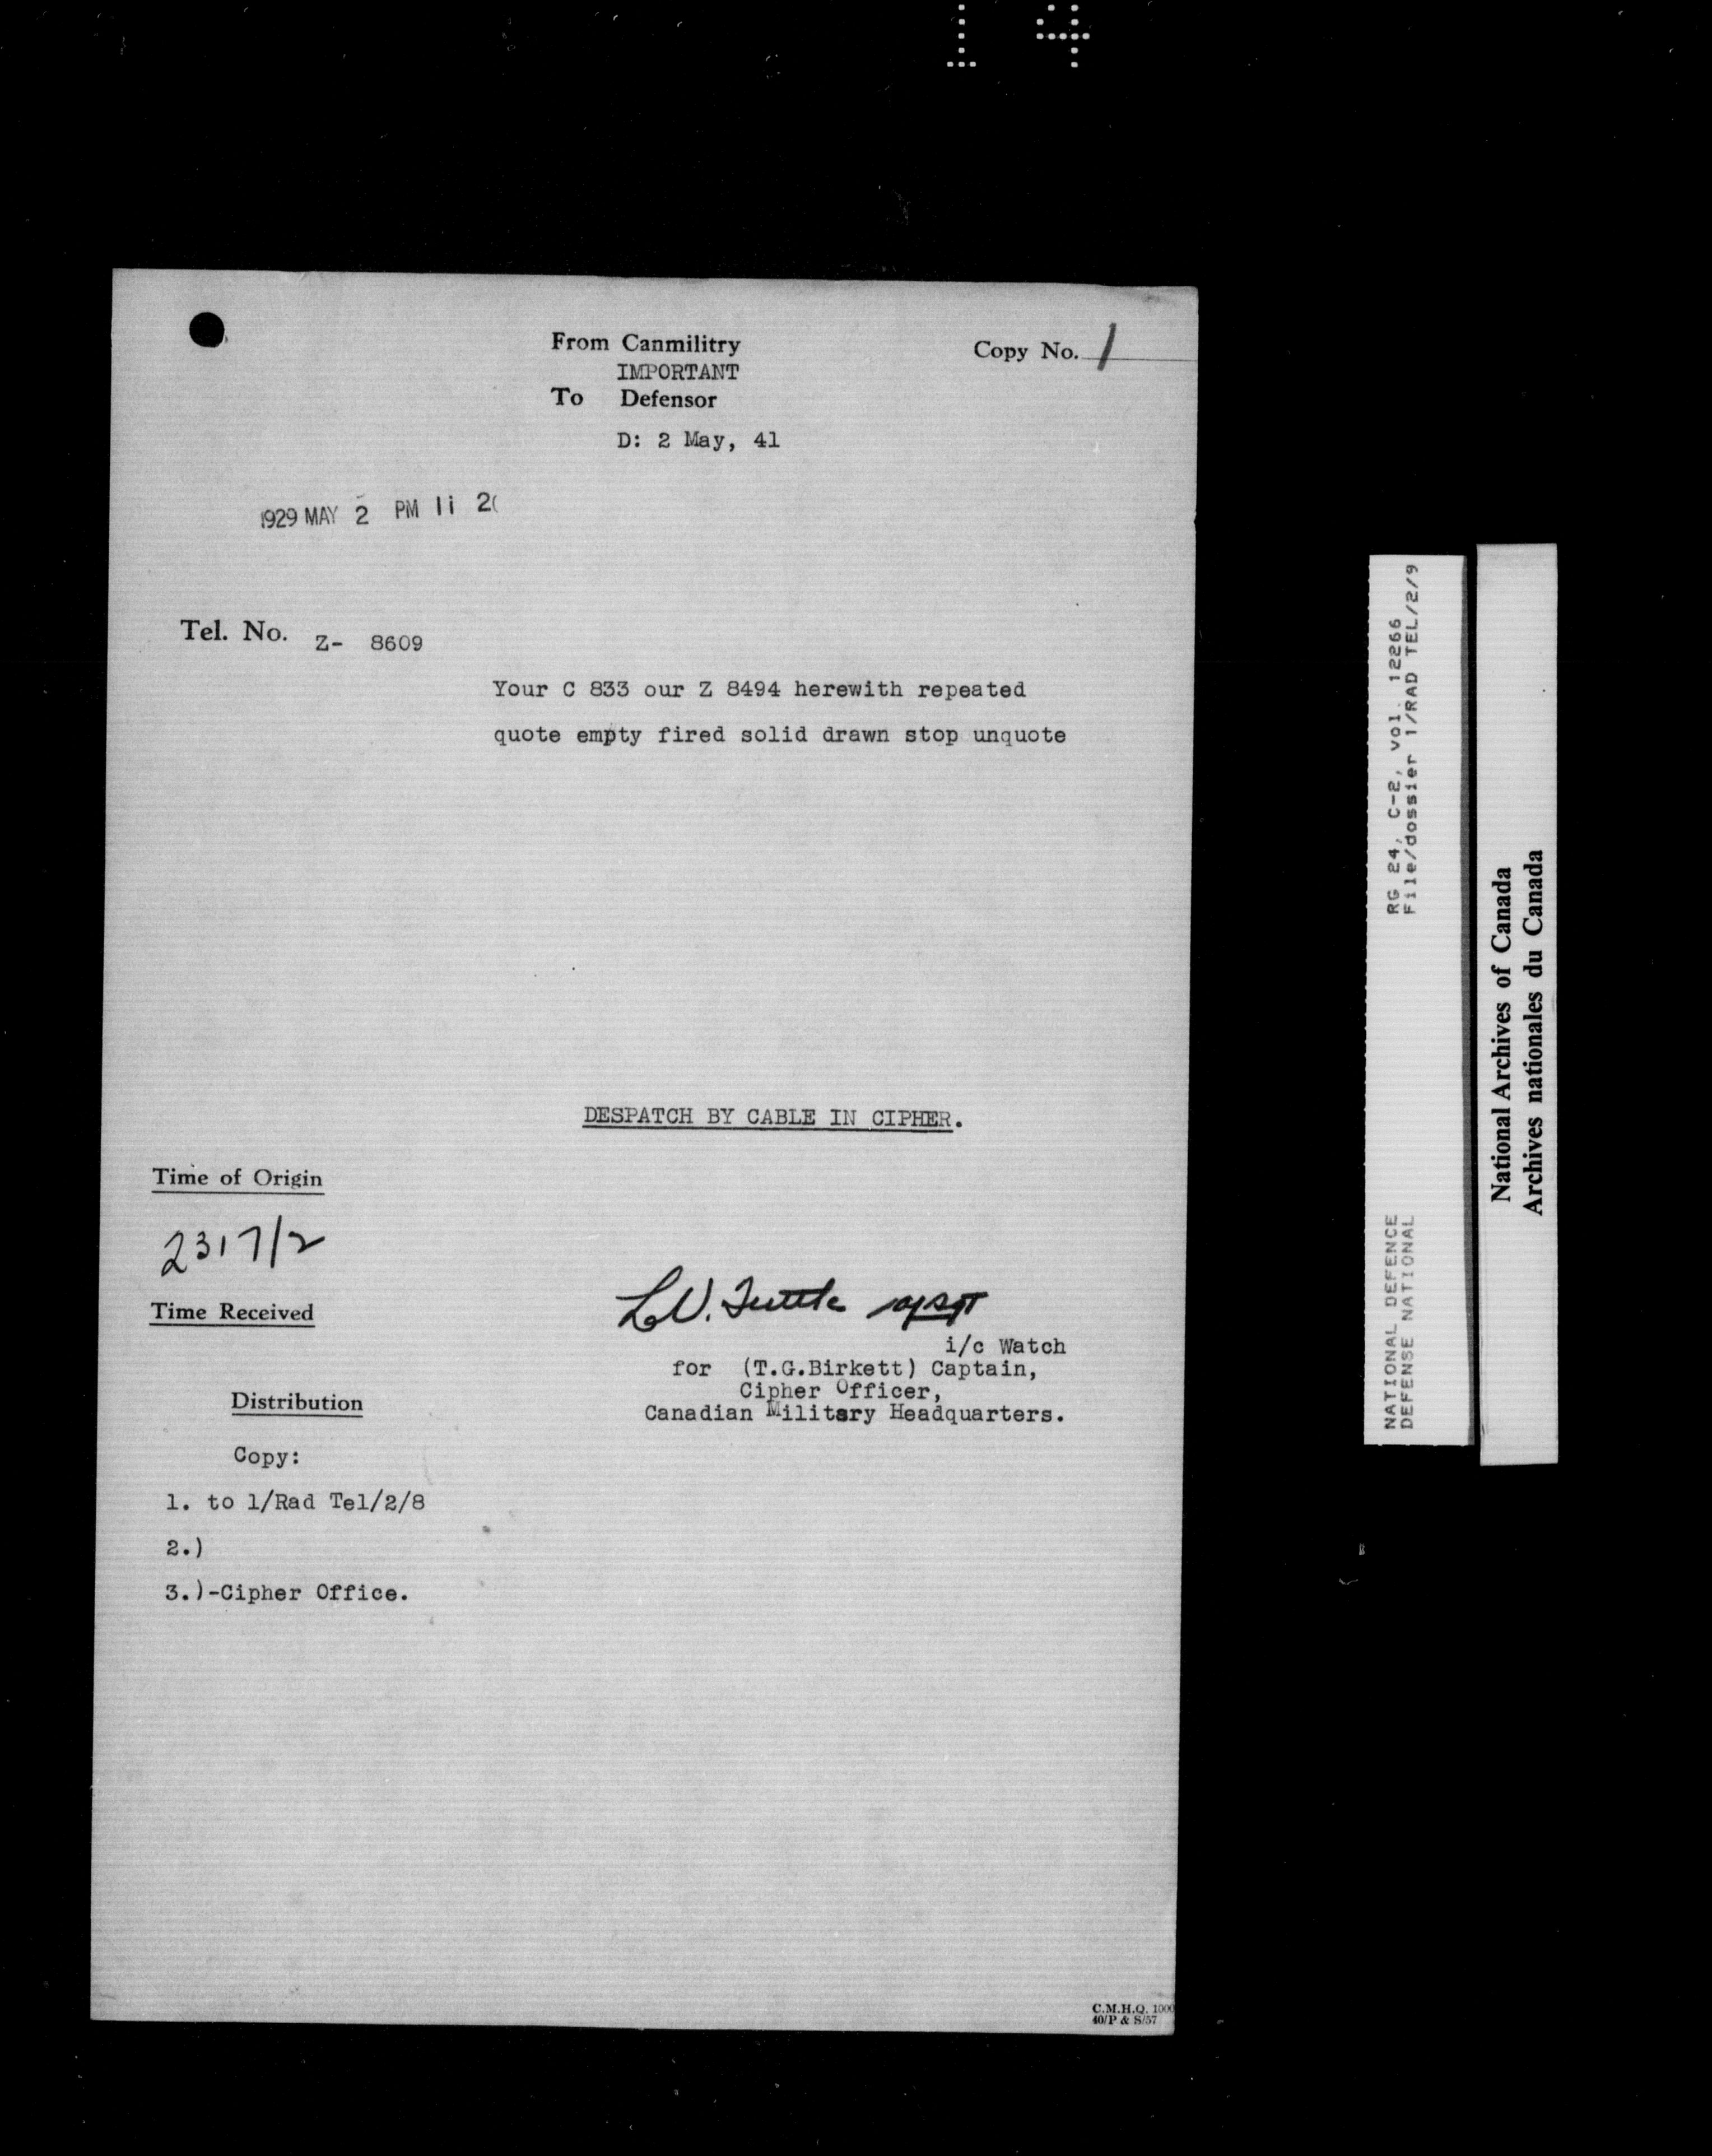 14
From Canmilitry
Copy No. 1
IMPORTANT
To Defensor
D: 2 May, 41
1929 MAY 2 PM 11 2
Tel. No. Z- 8609
Your C 833 our Z 8494 herewith repeated
quote empty fired solid drawn stop unquote
DESPATCH BY CABLE IN CIPHER.
Time of Origin
2317/2
Time Received
L.V. Tuttle
i/c Watch
for (T.G.Birkett) Captain,
Cipher Officer,
Canadian Military Headquarters.
Distribution
Copy:
1. to 1/Rad Tel/2/8
2.)
3.)-Cipher Office.
C.M.H.Q. 1000
40/P & S/57
NATIONAL DEFENCE RG 24, C-2, vol. 12266
DEFENSE NATIONAL File/dossier 1/RAD TEL/2/9
National Archives of Canada
Archives nationales du Canada